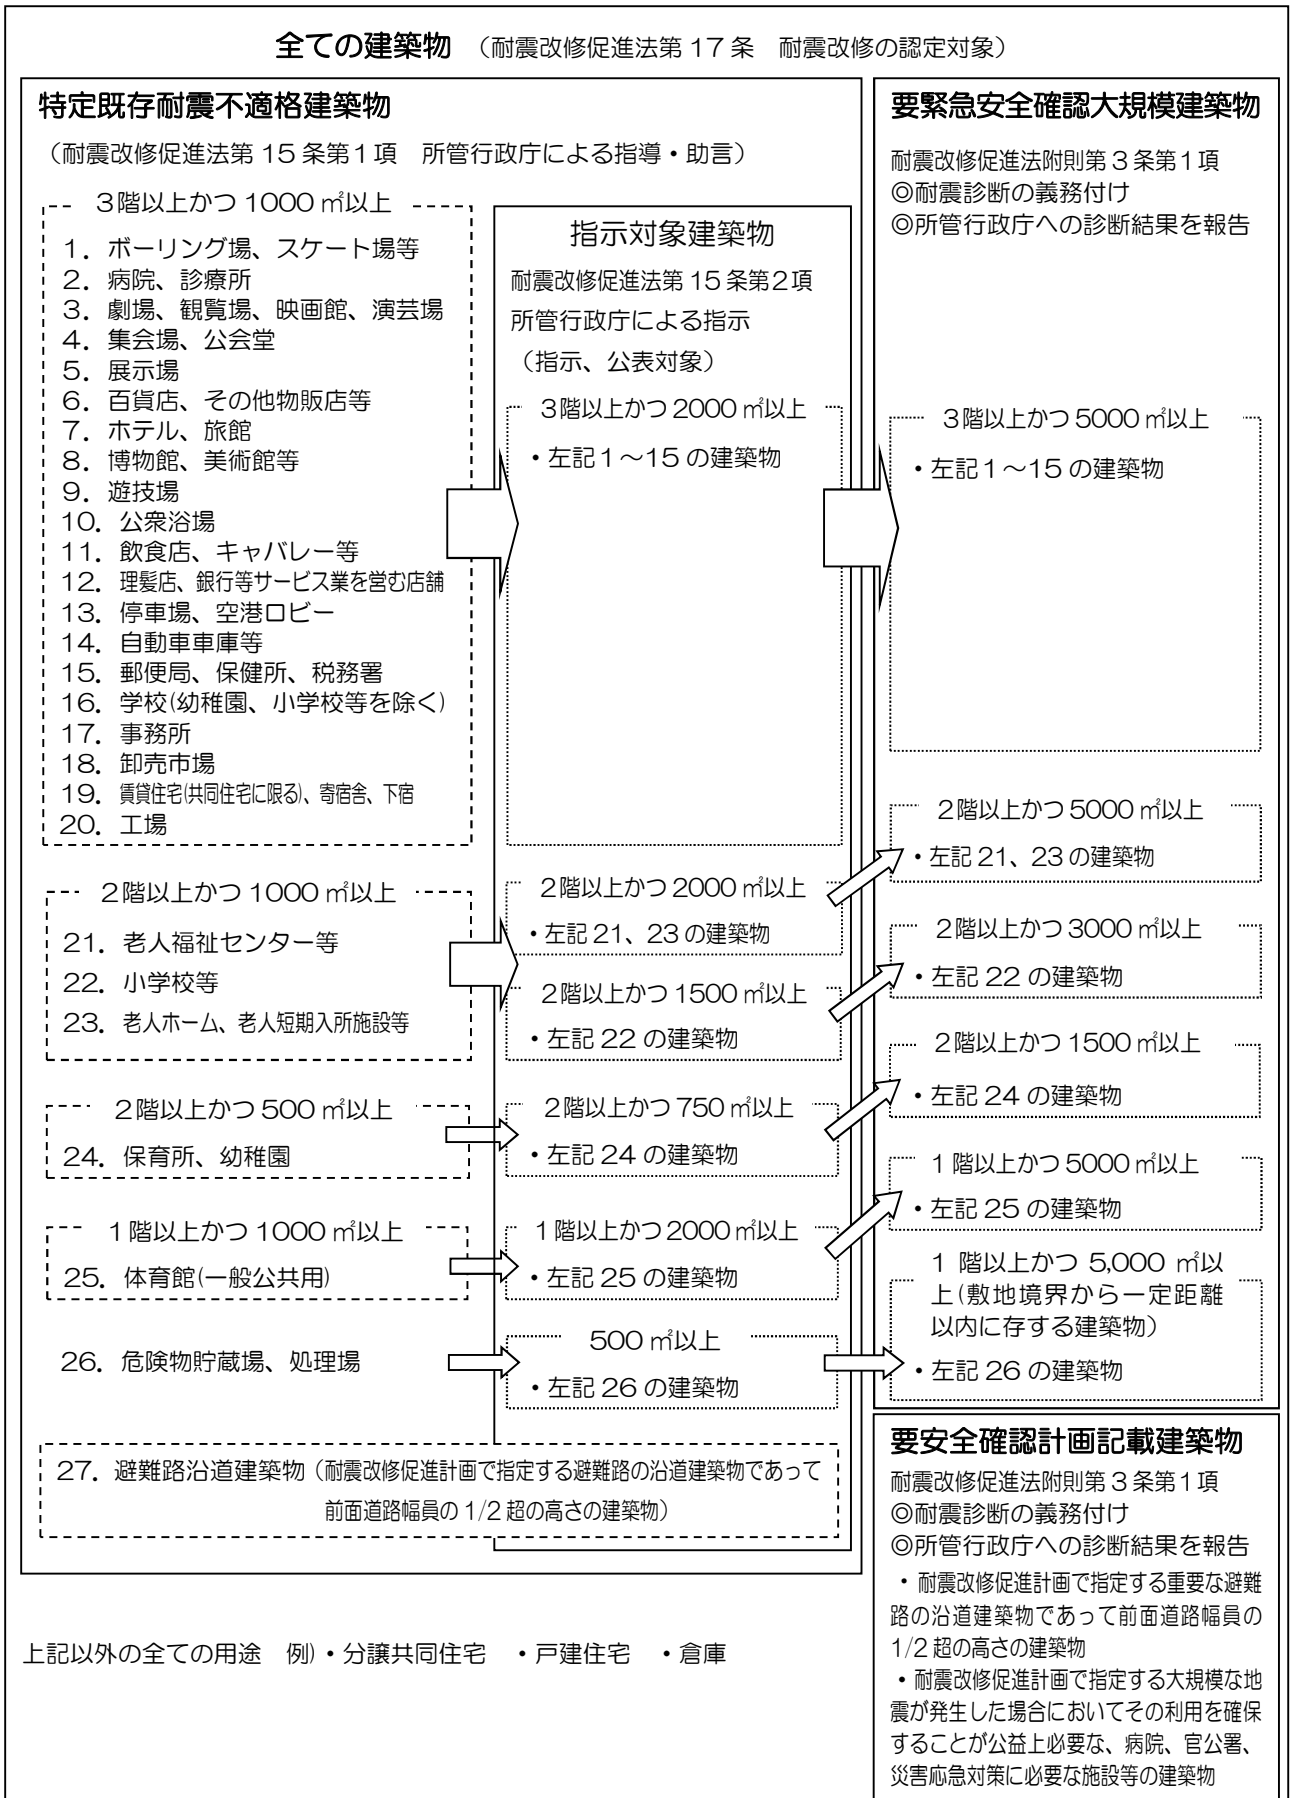 全ての建築物 （耐震改修促進法第 17 条　耐震改修の認定対象）
特定既存耐震不適格建築物
（耐震改修促進法第 15 条第１項　所管行政庁による指導・助言）
３階以上かつ 1000 ㎡以上
１．ボーリング場、スケート場等
２．病院、診療所
３．劇場、観覧場、映画館、演芸場
４．集会場、公会堂
５．展示場
６．百貨店、その他物販店等
７．ホテル、旅館
８．博物館、美術館等
９．遊技場
10．公衆浴場
11．飲食店、キャバレー等
12．理髪店、銀行等サービス業を営む店舗
13．停車場、空港ロビー
14．自動車車庫等
15．郵便局、保健所、税務署
16．学校(幼稚園、小学校等を除く)
17．事務所
18．卸売市場
19．賃貸住宅(共同住宅に限る)、寄宿舎、下宿
20．工場
２階以上かつ 1000 ㎡以上
21．老人福祉センター等
22．小学校等
23．老人ホーム、老人短期入所施設等
２階以上かつ 500 ㎡以上
24．保育所、幼稚園
１階以上かつ 1000 ㎡以上
25．体育館(一般公共用)
26．危険物貯蔵場、処理場
27．避難路沿道建築物（耐震改修促進計画で指定する避難路の沿道建築物であって
前面道路幅員の 1/2 超の高さの建築物）
指示対象建築物
耐震改修促進法第 15 条第２項
所管行政庁による指示
（指示、公表対象）
３階以上かつ 2000 ㎡以上
・左記１～15 の建築物
２階以上かつ 2000 ㎡以上
・左記 21、23 の建築物
２階以上かつ 1500 ㎡以上
・左記 22 の建築物
２階以上かつ 750 ㎡以上
・左記 24 の建築物
１階以上かつ 2000 ㎡以上
・左記 25 の建築物
500 ㎡以上
・左記 26 の建築物
要緊急安全確認大規模建築物
耐震改修促進法附則第３条第１項
◎耐震診断の義務付け
◎所管行政庁への診断結果を報告
３階以上かつ 5000 ㎡以上
・左記１～15 の建築物
２階以上かつ 5000 ㎡以上
・左記 21、23 の建築物
２階以上かつ 3000 ㎡以上
・左記 22 の建築物
２階以上かつ 1500 ㎡以上
・左記 24 の建築物
１階以上かつ 5000 ㎡以上
・左記 25 の建築物
１ 階以上かつ 5,000 ㎡以
上(敷地境界から一定距離
以内に存する建築物）
・左記 26 の建築物
要安全確認計画記載建築物
耐震改修促進法附則第３条第１項
◎耐震診断の義務付け
◎所管行政庁への診断結果を報告
・耐震改修促進計画で指定する重要な避難
路の沿道建築物であって前面道路幅員の
1/2 超の高さの建築物
・耐震改修促進計画で指定する大規模な地
震が発生した場合においてその利用を確保
することが公益上必要な、病院、官公署、
災害応急対策に必要な施設等の建築物
上記以外の全ての用途　例）・分譲共同住宅　・戸建住宅　・倉庫